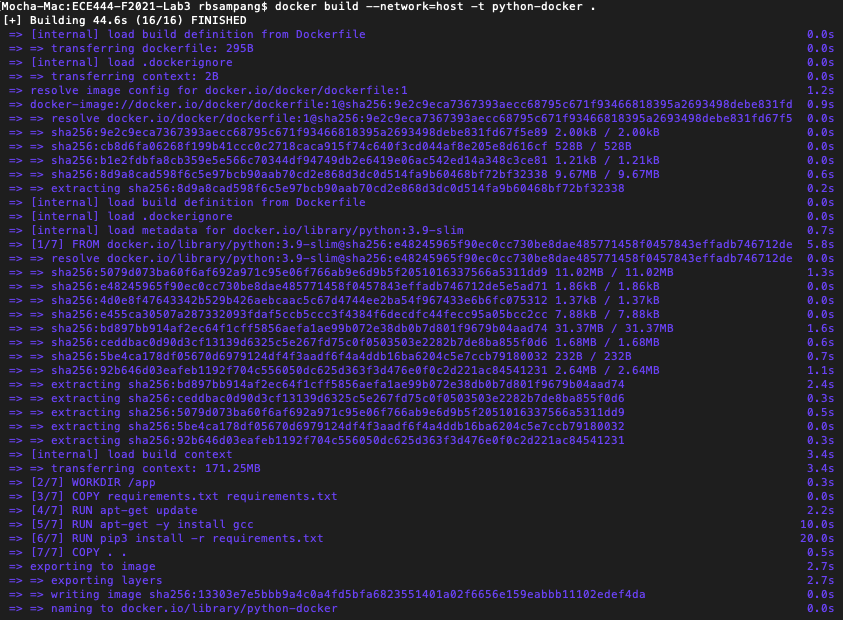 [Mocha-Mac:ECE444-F2021-Lab3 rbsampang$ docker build --network=host -t python-docker .
[+] Building 44.6s (16/16) FINISHED
=> [internal] load build definition from Dockerfile 0.0s
=> => transferring dockerfile: 295B 0.0s
=> [internal] load .dockerignore 0.0s
=> => transferring context: 2B 0.0s
=> resolve image config for docker.io/docker/dockerfile:1 1.2s
=> docker-image://docker.io/docker/dockerfile:1@sha256:9e2c9eca7367393aecc68795c671f93466818395a2693498debe831fd 0.9s
=> => resolve docker.io/docker/dockerfile:1@sha256:9e2c9eca7367393aecc68795c671f93466818395a2693498debe831fd67f5 0.0s
=> => sha256:9e2c9eca7367393aecc68795c671f93466818395a2693498debe831fd67f5e89 2.00kB / 2.00kB 0.0s
=> => sha256:cb8d6fa06268f199b41ccc0c2718caca915f74c640f3cd044af8e205e8d616cf 528B / 528B 0.0s
=> => sha256:b1e2fdbfa8cb359e5e566c70344df94749db2e6419e06ac542ed14a348c3ce81 1.21kB / 1.21kB 0.0s
=> => sha256:8d9a8cad598f6c5e97bcb90aab70cd2e868d3dc0d514fa9b60468bf72bf32338 9.67MB / 9.67MB 0.6s
=> => extracting sha256:8d9a8cad598f6c5e97bcb90aab70cd2e868d3dc0d514fa9b60468bf72bf32338 0.2s
=> [internal] load build definition from Dockerfile 0.0s
=> [internal] load .dockerignore 0.0s
=> [internal] load metadata for docker.io/library/python:3.9-slim 0.7s
=> [1/7] FROM docker.io/library/python:3.9-slim@sha256:e48245965f90ec0cc730be8dae485771458f0457843effadb746712de 5.8s
=> => resolve docker.io/library/python:3.9-slim@sha256:e48245965f90ec0cc730be8dae485771458f0457843effadb746712de 0.0s
=> => sha256:5079d073ba60f6af692a971c95e06f766ab9e6d9b5f2051016337566a5311dd9 11.02MB / 11.02MB 1.3s
=> => sha256:e48245965f90ec0cc730be8dae485771458f0457843effadb746712de5e5ad71 1.86kB / 1.86kB 0.0s
=> => sha256:4d0e8f47643342b529b426aebcaac5c67d4744ee2ba54f967433e6b6fc075312 1.37kB / 1.37kB 0.0s
=> => sha256:e455ca30507a287332093fdaf5ccb5ccc3f4384f6decdfc44fecc95a05bcc2cc 7.88kB / 7.88kB 0.0s
=> => sha256:bd897bb914af2ec64f1cff5856aefa1ae99b072e38db0b7d801f9679b04aad74 31.37MB / 31.37MB 1.6s
=> => sha256:ceddbac0d90d3cf13139d6325c5e267fd75c0f0503503e2282b7de8ba855f0d6 1.68MB / 1.68MB 0.6s
=> => sha256:5be4ca178df05670d6979124df4f3aadf6f4a4ddb16ba6204c5e7ccb79180032 232B / 232B 0.7s
=> => sha256:92b646d03eafeb1192f704c556050dc625d363f3d476e0f0c2d221ac84541231 2.64MB / 2.64MB 1.1s
=> => extracting sha256:bd897bb914af2ec64f1cff5856aefa1ae99b072e38db0b7d801f9679b04aad74 2.4s
=> => extracting sha256:ceddbac0d90d3cf13139d6325c5e267fd75c0f0503503e2282b7de8ba855f0d6 0.3s
=> => extracting sha256:5079d073ba60f6af692a971c95e06f766ab9e6d9b5f2051016337566a5311dd9 0.5s
=> => extracting sha256:5be4ca178df05670d6979124df4f3aadf6f4a4ddb16ba6204c5e7ccb79180032 0.0s
=> => extracting sha256:92b646d03eafeb1192f704c556050dc625d363f3d476e0f0c2d221ac84541231 0.3s
=> [internal] load build context 3.4s
=> => transferring context: 171.25MB 3.4s
=> [2/7] WORKDIR /app 0.3s
=> [3/7] COPY requirements.txt requirements.txt 0.0s
=> [4/7] RUN apt-get update 2.2s
=> [5/7] RUN apt-get -y install gcc 10.0s
=> [6/7] RUN pip3 install -r requirements.txt 20.0s
=> [7/7] COPY . . 0.5s
=> exporting to image 2.7s
=> => exporting layers 2.7s
=> => writing image sha256:13303e7e5bbb9a4c0a4fd5bfa6823551401a02f6656e159eabbb11102edef4da 0.0s
=> => naming to docker.io/library/python-docker 0.0s